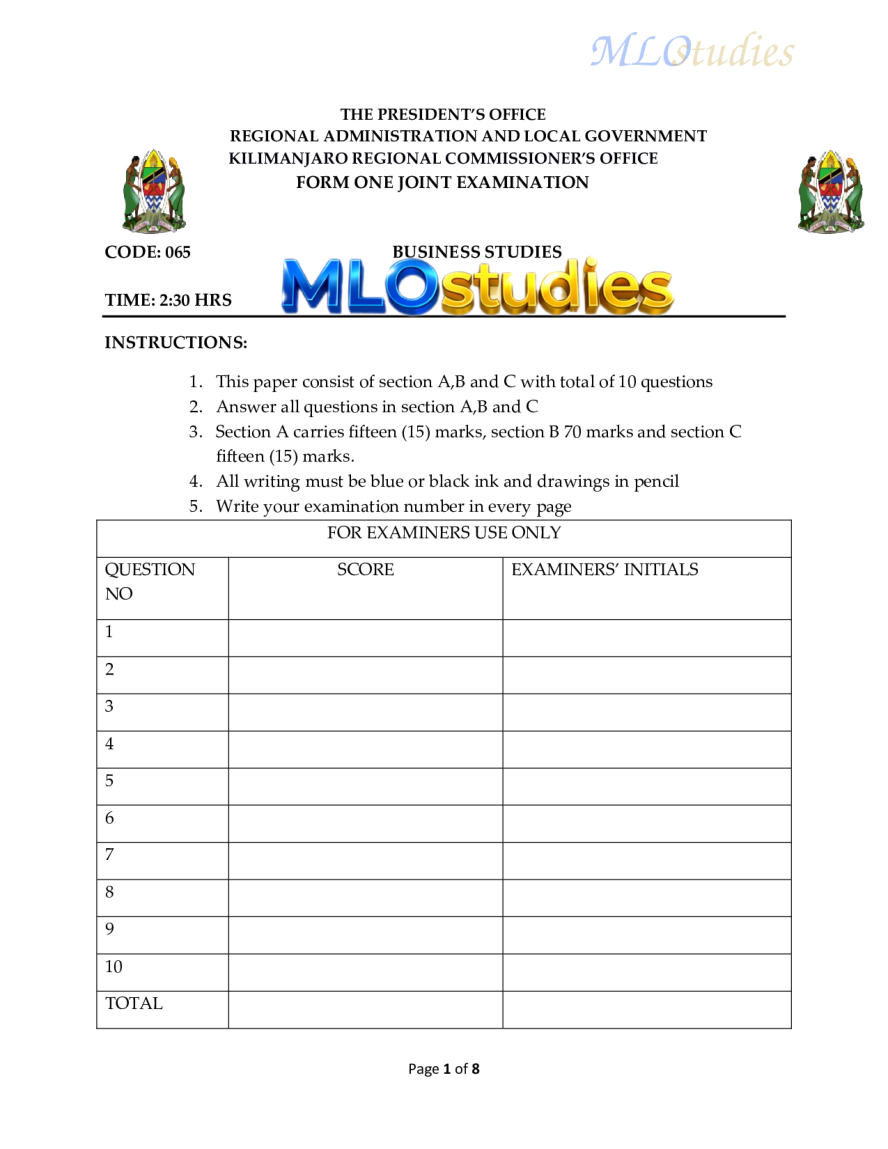 MLOstudies
THE PRESIDENT'S OFFICE
REGIONAL ADMINISTRATION AND LOCAL GOVERNMENT
KILIMANJARO REGIONAL COMMISSIONER'S OFFICE
FORM ONE JOINT EXAMINATION
CODE: 065 BUSINESS STUDIES
MLOstudies
TIME: 2:30 HRS
INSTRUCTIONS:
1. This paper consist of section A,B and C with total of 10 questions
2. Answer all questions in section A,B and C
3. Section A carries fifteen (15) marks, section B 70 marks and section C
fifteen (15) marks.
4. All writing must be blue or black ink and drawings in pencil
5. Write your examination number in every page
FOR EXAMINERS USE ONLY
QUESTION NO SCORE EXAMINERS' INITIALS
1
2
3
4
5
6
7
8
9
10
TOTAL
Page 1 of 8